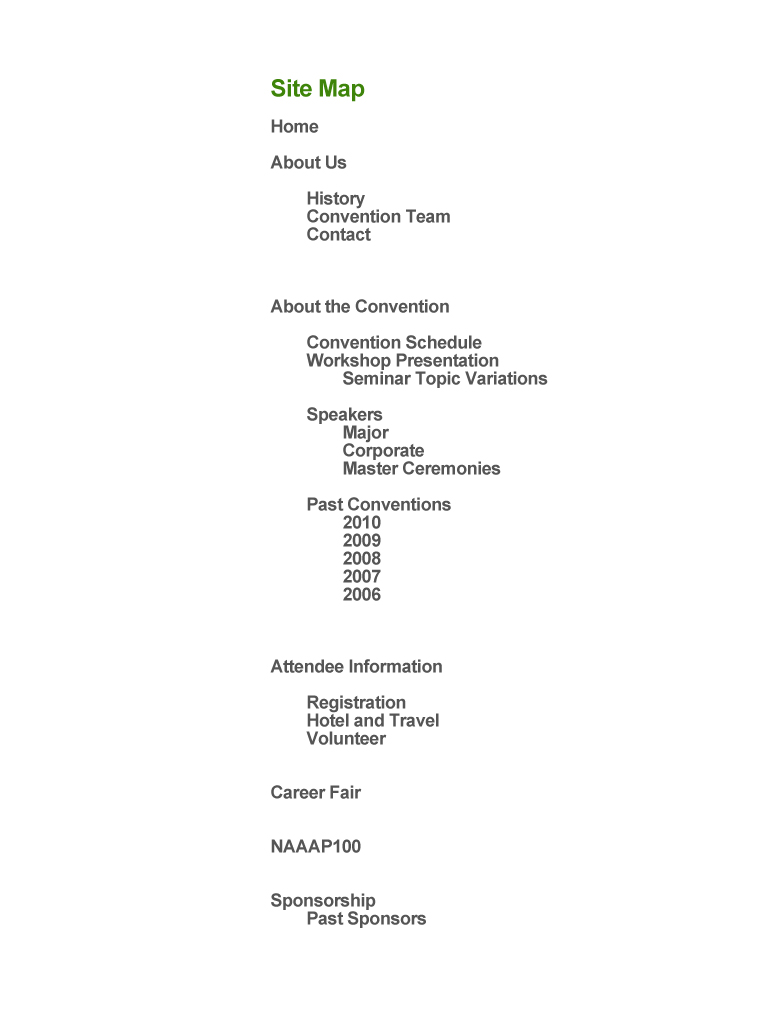 Site Map
Home
About Us
History
Convention Team
Contact
About the Convention
Convention Schedule
Workshop Presentation
Seminar Topic Variations
Speakers
Major
Corporate
Master Ceremonies
Past Conventions
2010
2009
2008
2007
2006
Attendee Information
Registration
Hotel and Travel
Volunteer
Career Fair
NAAAP100
Sponsorship
Past Sponsors